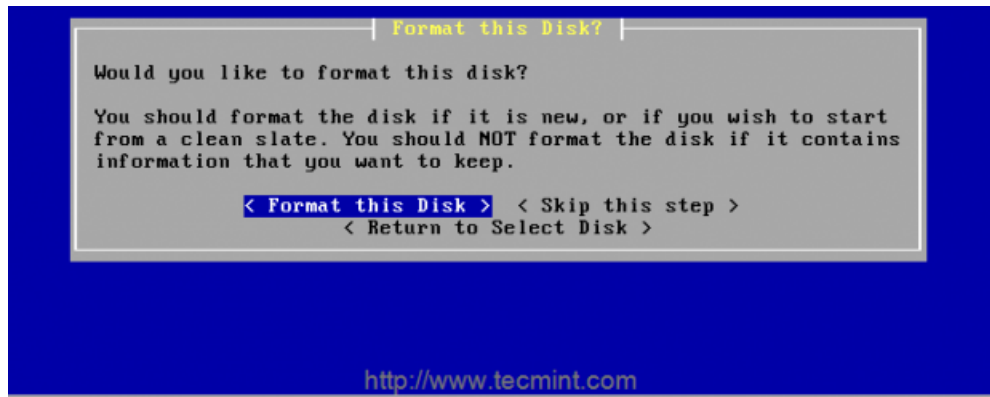 Format this Disk?
Would you like to format this disk?
You should format the disk if it is new, or if you wish to start
from a clean slate. You should NOT format the disk if it contains
information that you want to keep.
< Format this Disk > < Skip this step >
< Return to Select Disk >
http://www.tecmint.com